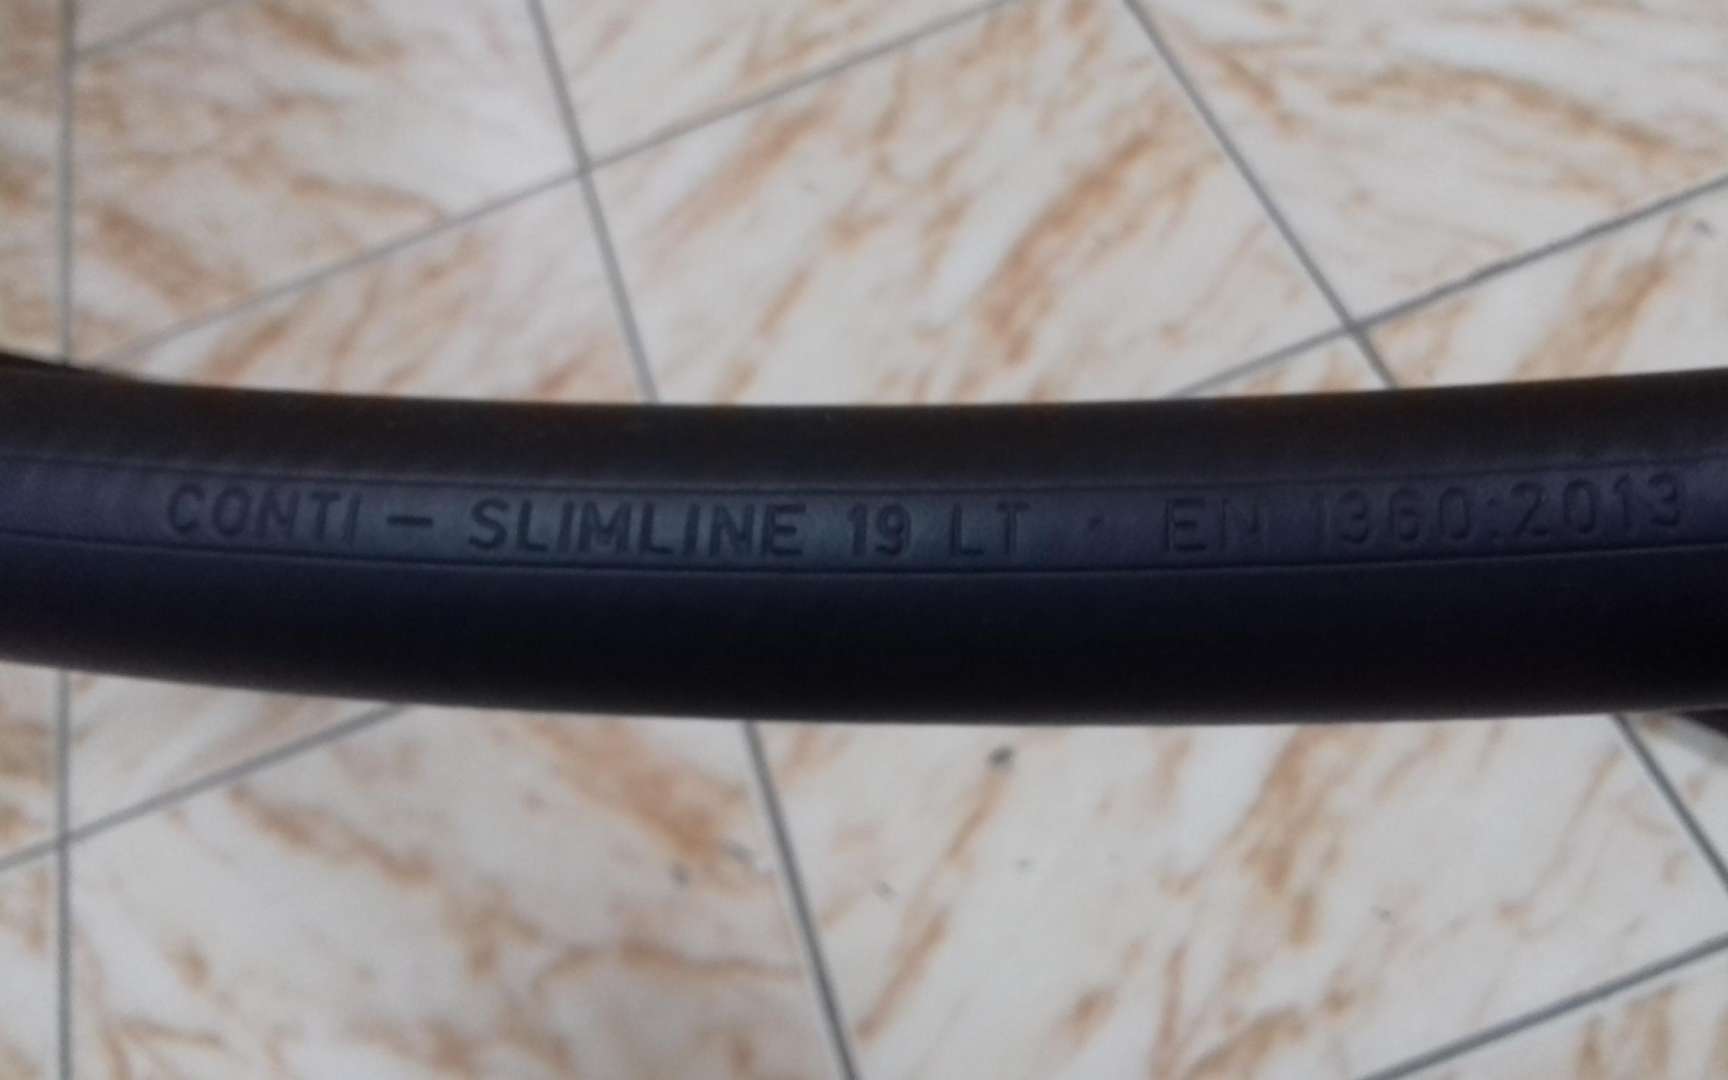 CONTI - SLIMLINE 19 LT · EN 1360:2013